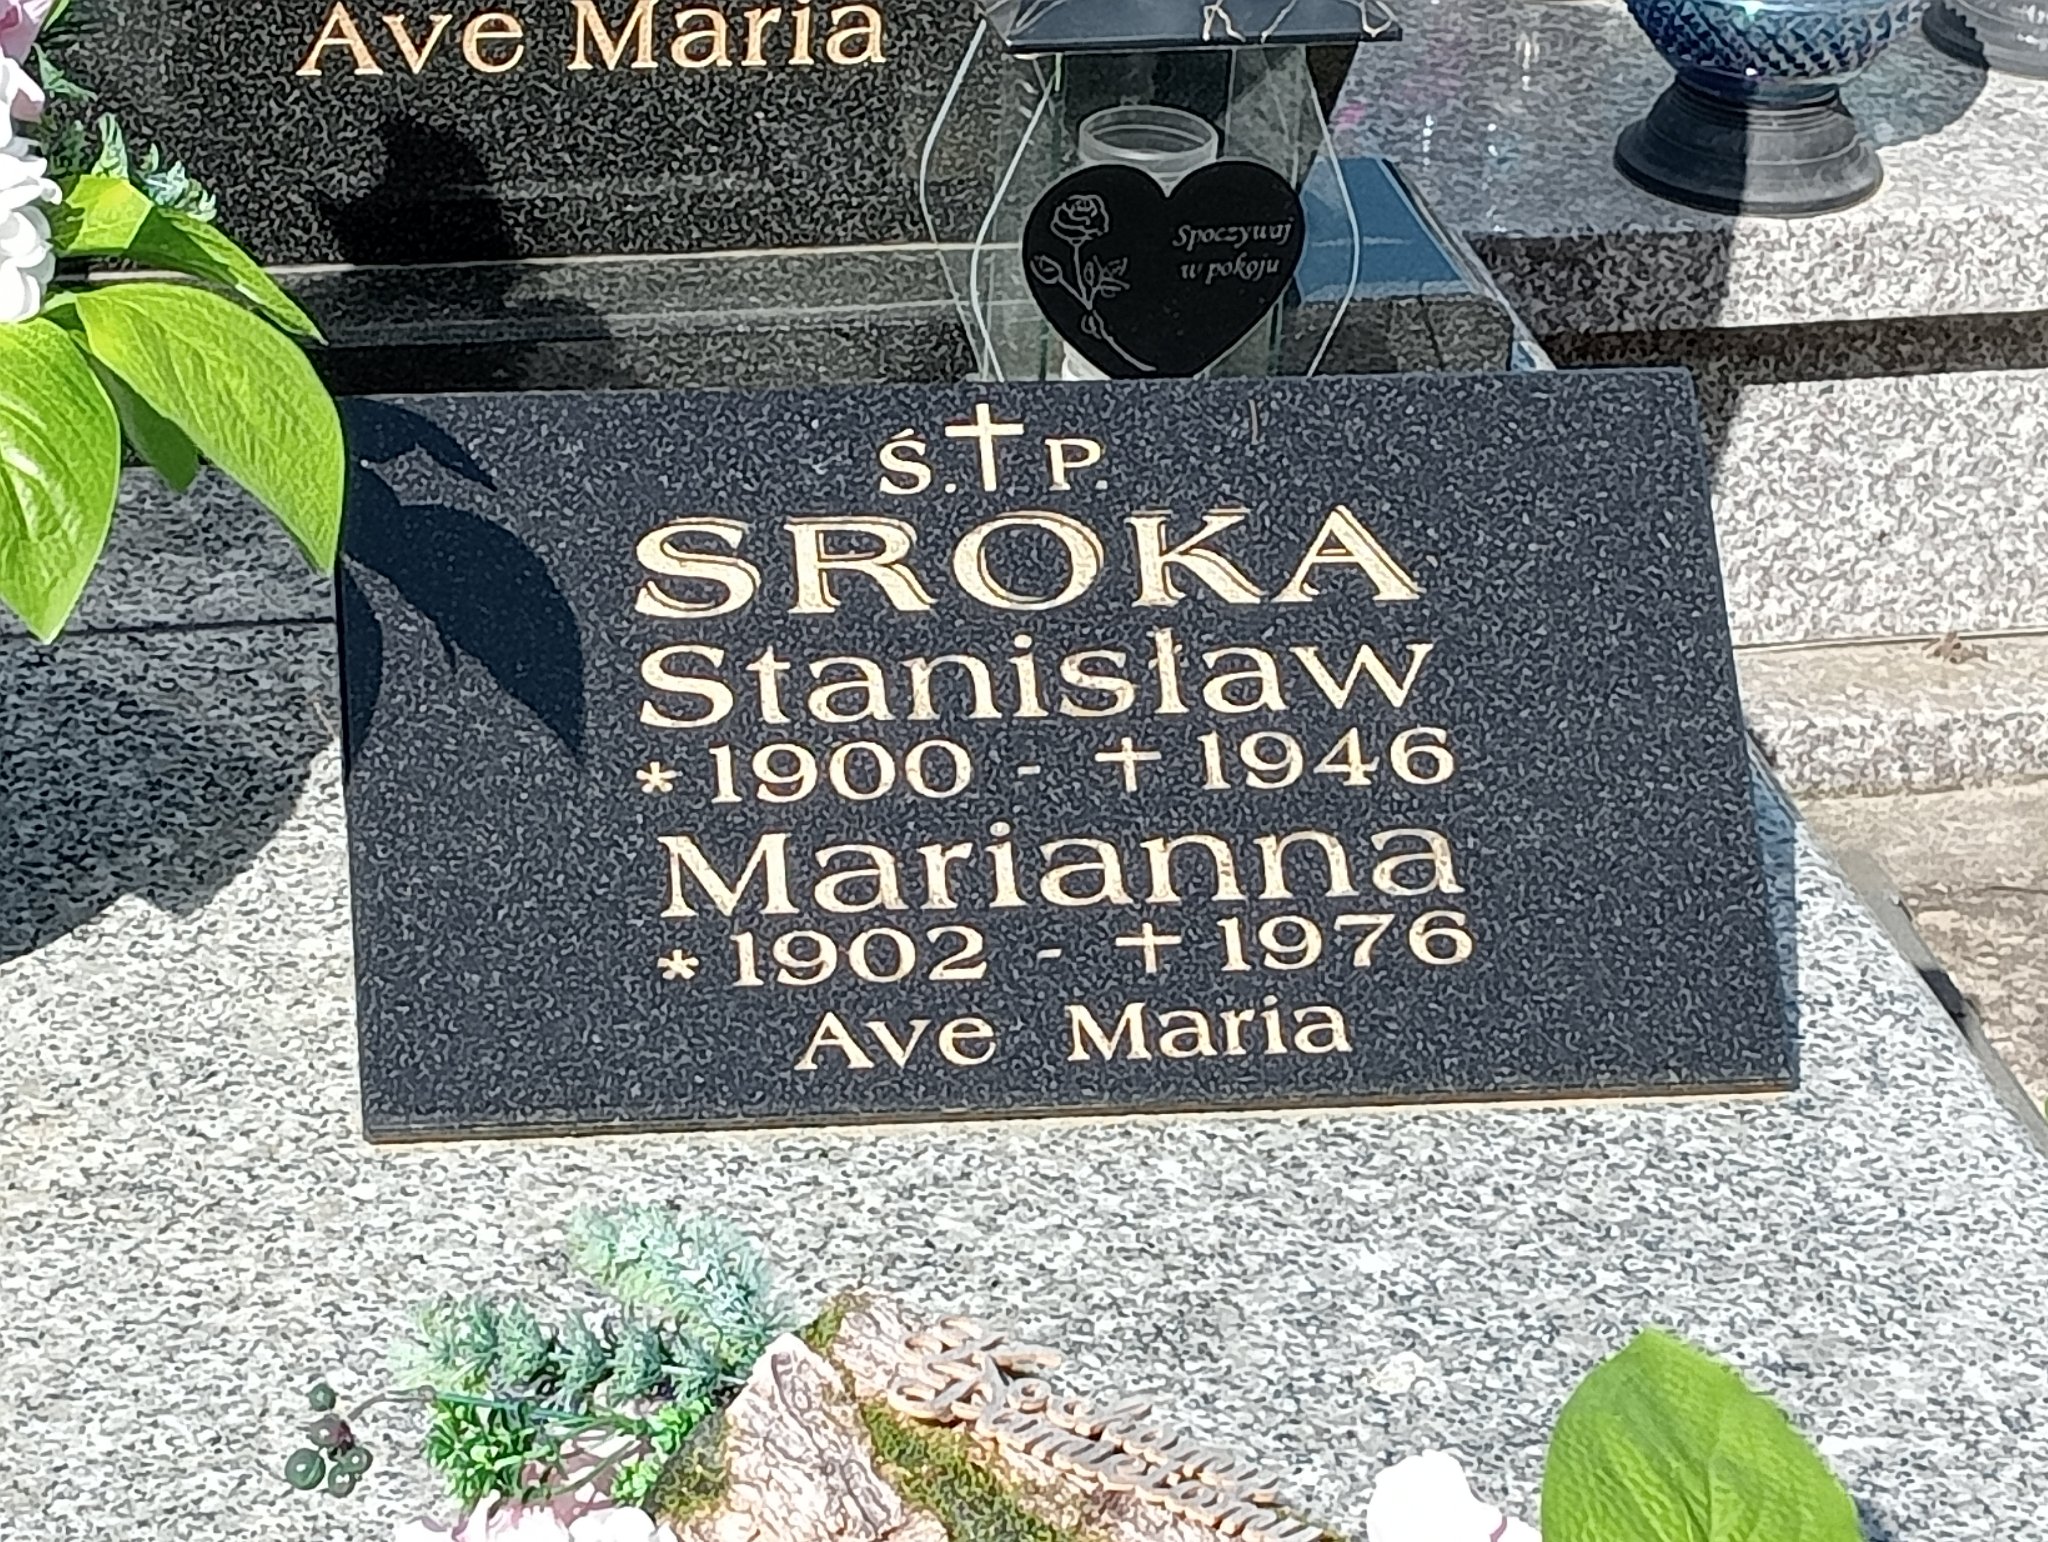 Ave Maria
Spoczywaj
w pokoju
Ś.†P.
SROKA
Stanisław
* 1900 - † 1946
Marianna
* 1902 - † 1976
Ave Maria